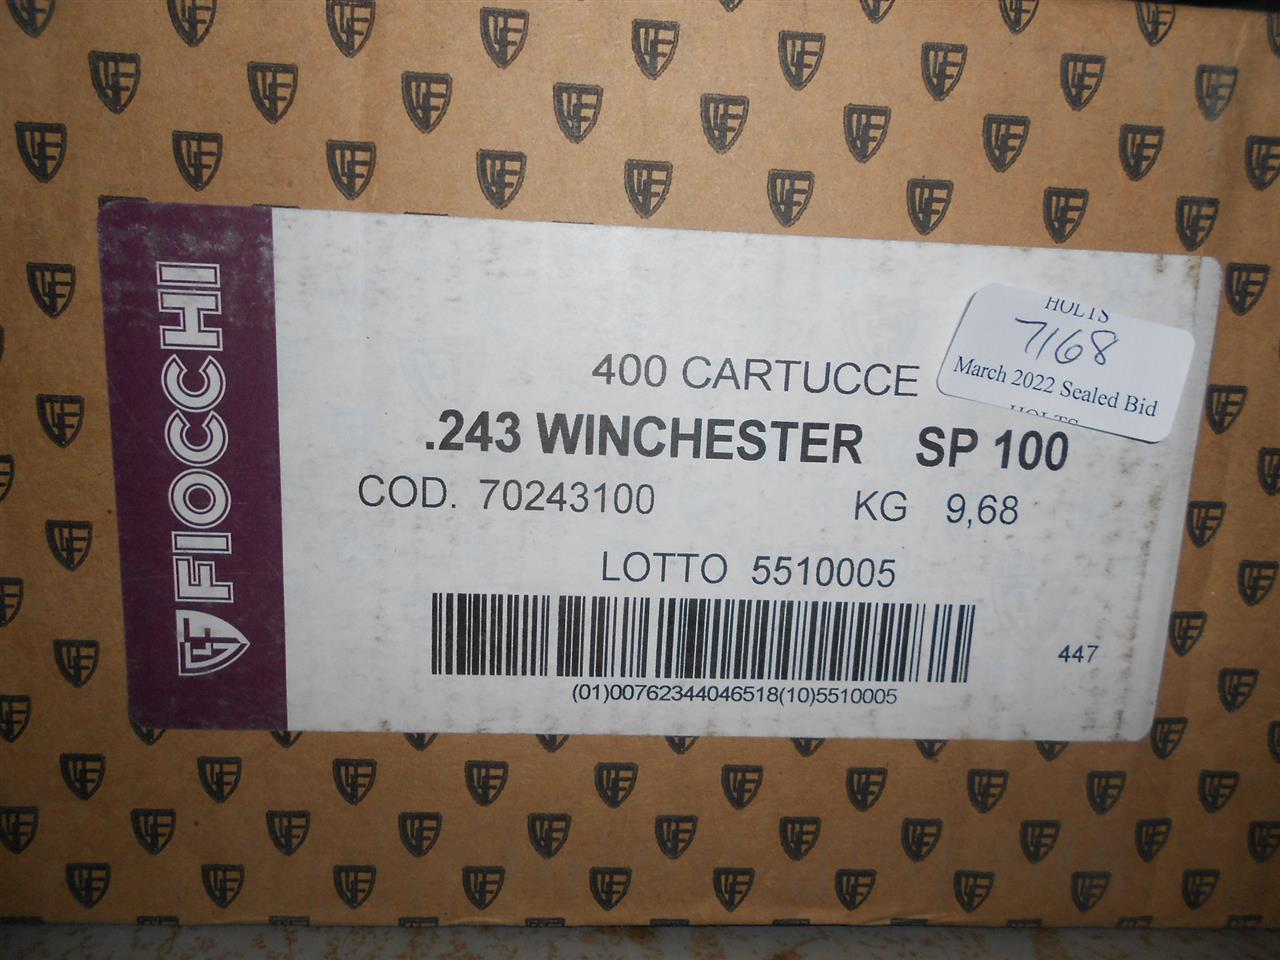 FIOCCHI
400 CARTUCCE
.243 WINCHESTER SP 100
COD. 70243100 KG 9,68
LOTTO 5510005
(01)00762344046518(10)5510005
447
HOLTS
7168
March 2022 Sealed Bid
HOLTS